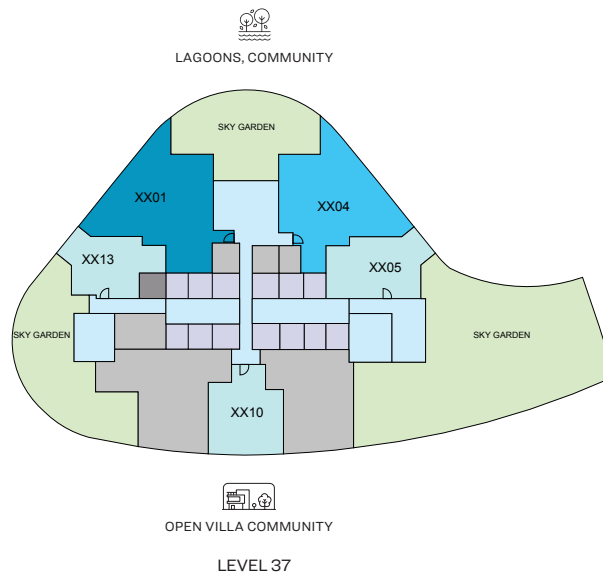 LAGOONS, COMMUNITY
SKY GARDEN
XX01
XX04
XX13
XX05
SKY GARDEN
SKY GARDEN
XX10
OPEN VILLA COMMUNITY
LEVEL 37